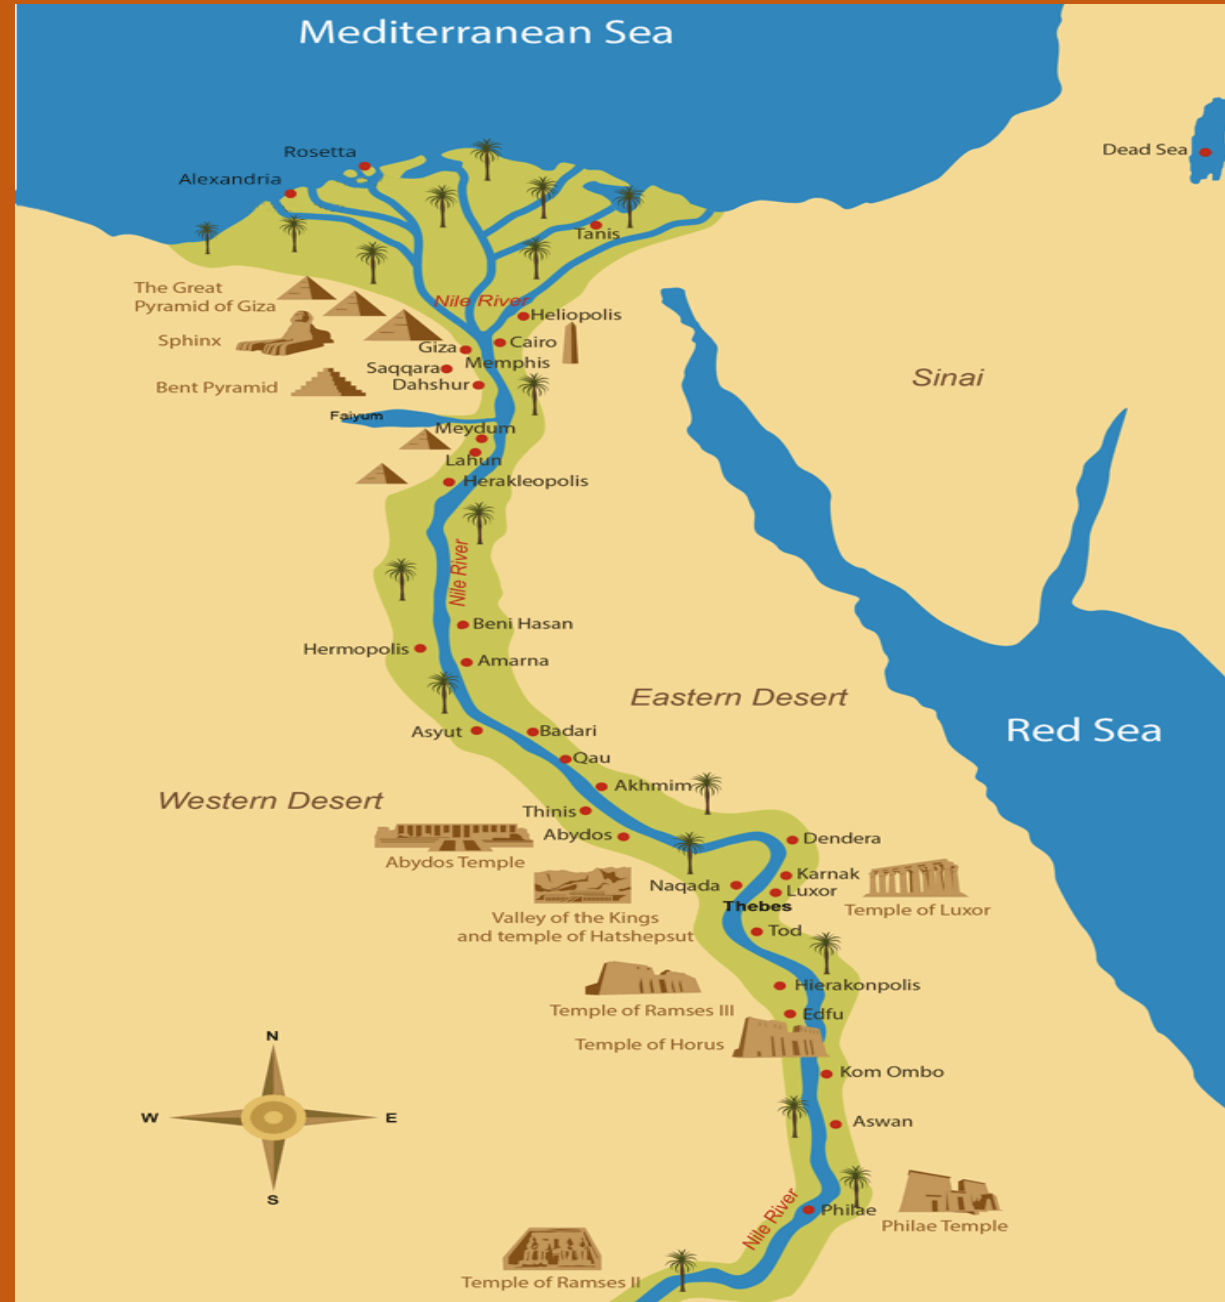 Mediterranean Sea
Rosetta
Dead Sea
Alexandria
Tanis
The Great
Pyramid of Giza
Nile River
Heliopolis
Sphinx
Giza
Cairo
Memphis
Saqqara
Dahshur
Bent Pyramid
Sinai
Faiyum
Meydum
Lahun
Herakleopolis
Nile River
Beni Hasan
Hermopolis
Amarna
Eastern Desert
Asyut
Badari
Red Sea
Qau
Akhmim
Western Desert
Thinis
Abydos
Dendera
Abydos Temple
Karnak
Naqada
Luxor
Thebes
Temple of Luxor
Valley of the Kings
and temple of Hatshepsut
Tod
Hierakonpolis
Temple of Ramses III
Edfu
Temple of Horus
N
Kom Ombo
W
E
Aswan
S
Philae
Nile River
Philae Temple
Temple of Ramses II